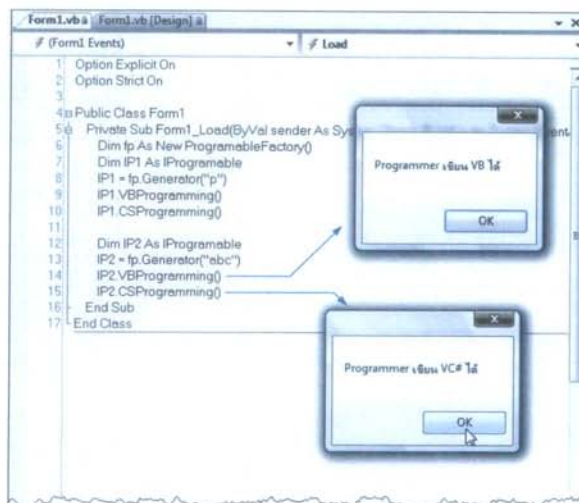 Form1.vb Form1.vb [Design]
(Form1 Events) Load
1 Option Explicit On
2 Option Strict On
3
4 Public Class Form1
5 Private Sub Form1_Load(ByVal sender As Sys
6 Dim fp As New ProgramableFactory()
7 Dim IP1 As IProgramable
8 IP1 = fp.Generator("p")
9 IP1.VBProgramming()
10 IP1.CSProgramming()
11
12 Dim IP2 As IProgramable
13 IP2 = fp.Generator("abc")
14 IP2.VBProgramming()
15 IP2.CSProgramming()
16 End Sub
17 End Class
Programmer เขียน VB ได้
OK
Programmer เขียน VC# ได้
OK